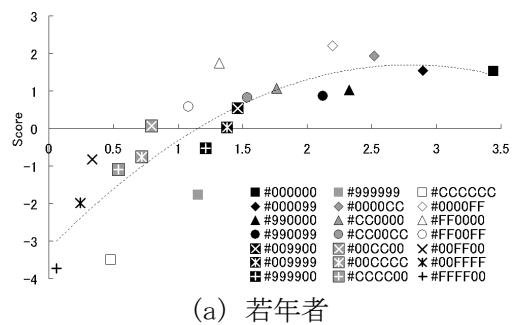 3
2
1
0
-1
-2
-3
-4
Score
0 0.5 1 1.5 2 2.5 3 3.5
#000000 #999999 #CCCCCC
#000099 #0000CC #0000FF
#990000 #CC0000 #FF0000
#990099 #CC00CC #FF00FF
#009900 #00CC00 #00FF00
#009999 #00CCCC #00FFFF
#999900 #CCCC00 #FFFF00
(a) 若年者